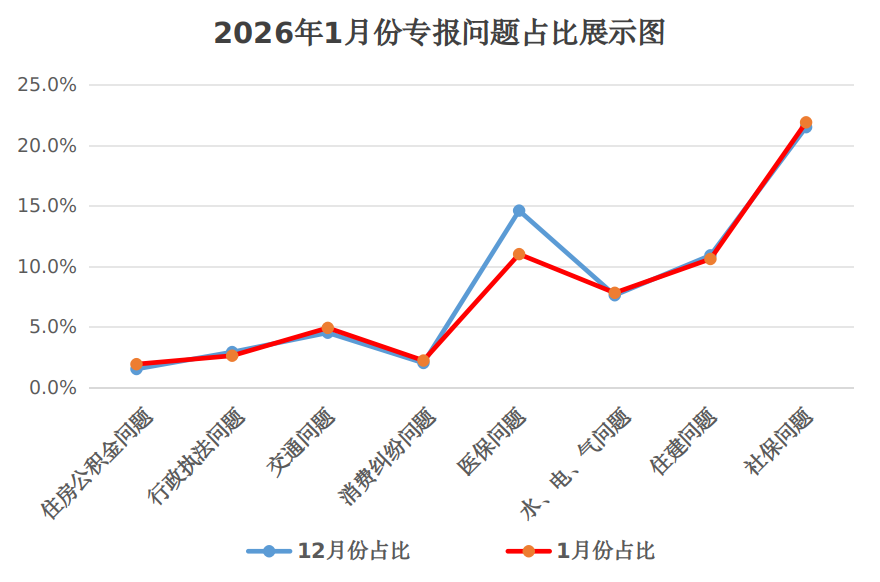 2026年1月份专报问题占比展示图
25.0%
20.0%
15.0%
10.0%
5.0%
0.0%
住房公积金问题
行政执法问题
交通问题
消费纠纷问题
医保问题
水、电、气问题
住建问题
社保问题
12月份占比
1月份占比